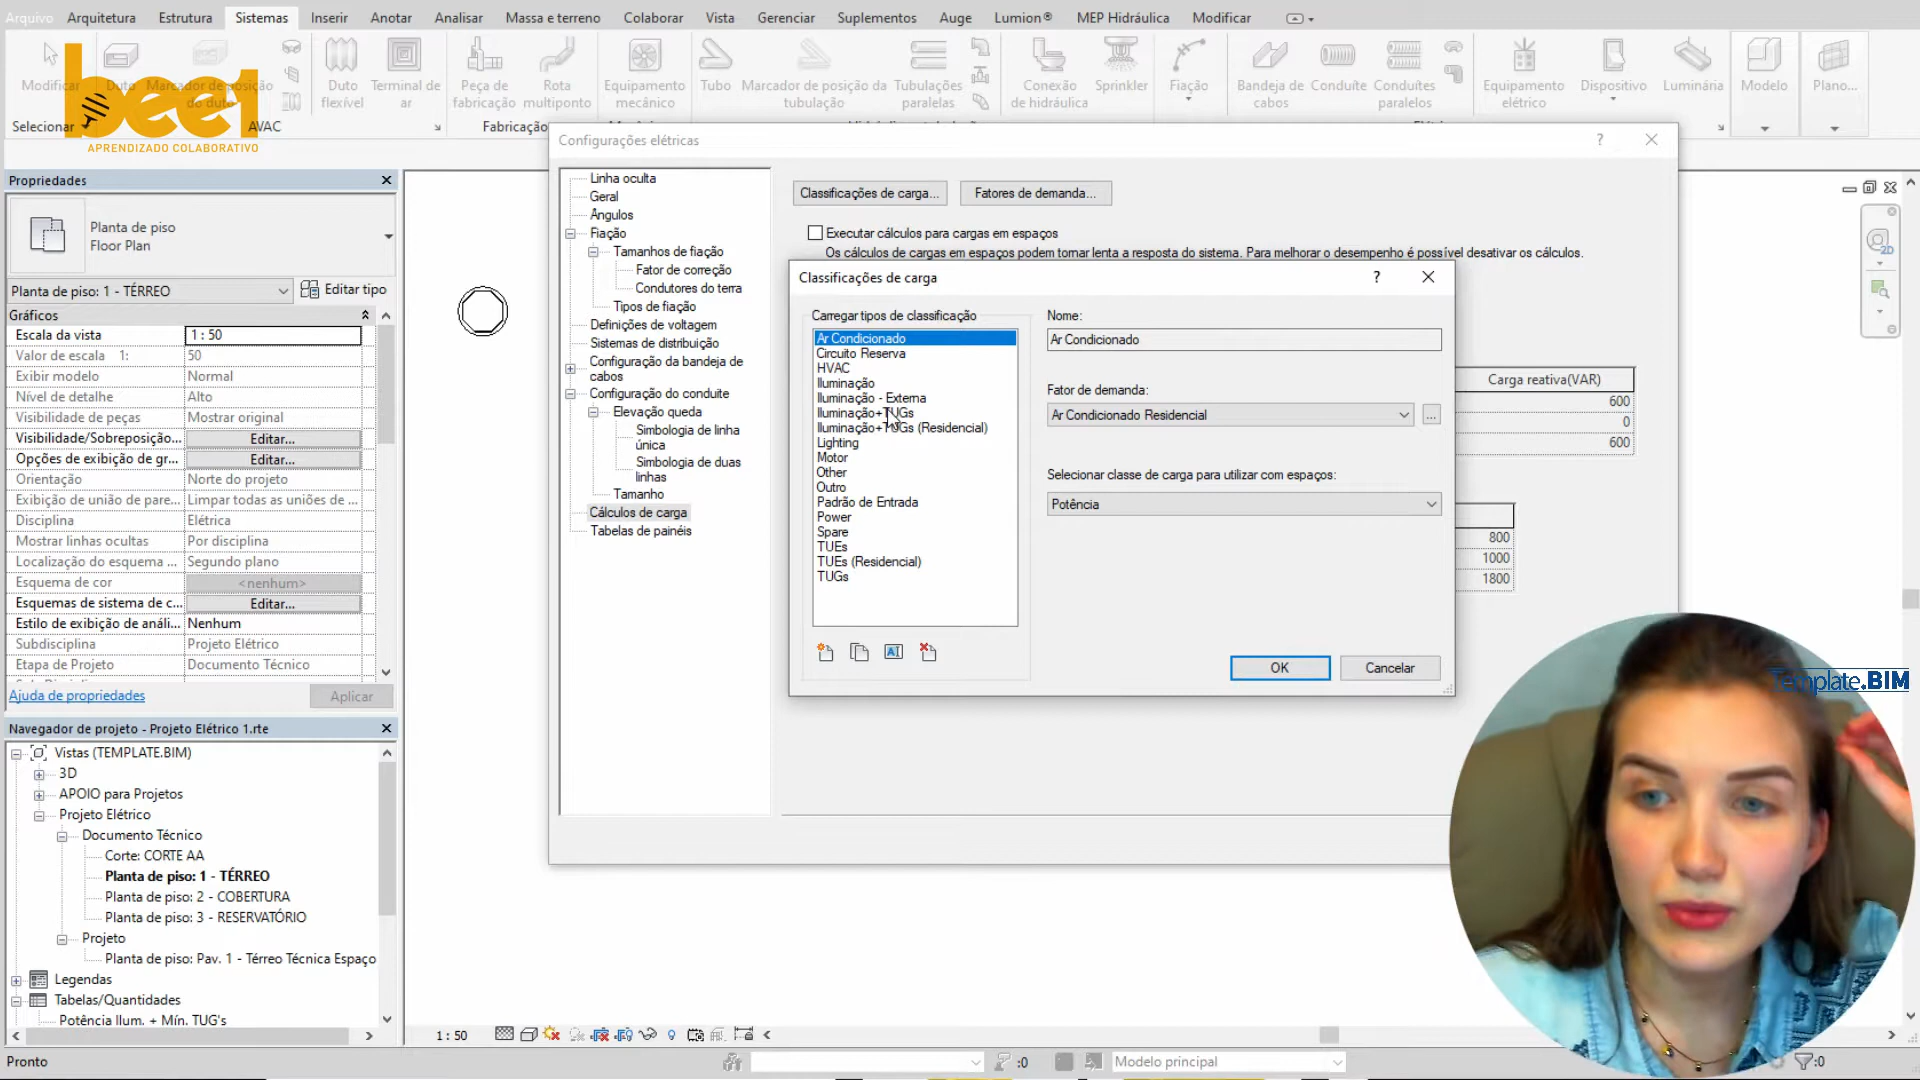 Arquivo Arquitetura Estrutura Sistemas Inserir Anotar Analisar Massa e terreno Colaborar Vista Gerenciar Suplementos Auge Lumion® MEP Hidráulica Modificar
Modificar
Duto
Marcador de posição
do duto
Duto
flexível
Terminal de
ar
Peça de
fabricação
Rota
multiponto
Equipamento
mecânico
Tubo
Marcador de posição da
tubulação
Tubulações
paralelas
Conexão
de hidráulica
Sprinkler
Fiação
Bandeja de
cabos
Conduíte
Conduítes
paralelos
Equipamento
elétrico
Dispositivo
Luminária
Modelo
Plano...
Selecionar
AVAC
Fabricação
bee1
APRENDIZADO COLABORATIVO
Propriedades
Planta de piso
Floor Plan
Planta de piso: 1 - TÉRREO
Editar tipo
Gráficos
Escala da vista 1 : 50
Valor de escala 1: 50
Exibir modelo Normal
Nível de detalhe Alto
Visibilidade de peças Mostrar original
Visibilidade/Sobreposição... Editar...
Opções de exibição de gr... Editar...
Orientação Norte do projeto
Exibição de união de pare... Limpar todas as uniões de ...
Disciplina Elétrica
Mostrar linhas ocultas Por disciplina
Localização do esquema ... Segundo plano
Esquema de cor <nenhum>
Esquemas de sistema de c... Editar...
Estilo de exibição de análi... Nenhum
Subdisciplina Projeto Elétrico
Etapa de Projeto Documento Técnico
Ajuda de propriedades
Aplicar
Navegador de projeto - Projeto Elétrico 1.rte
Vistas (TEMPLATE.BIM)
3D
APOIO para Projetos
Projeto Elétrico
Documento Técnico
Corte: CORTE AA
Planta de piso: 1 - TÉRREO
Planta de piso: 2 - COBERTURA
Planta de piso: 3 - RESERVATÓRIO
Projeto
Planta de piso: Pav. 1 - Térreo Técnica Espaço
Legendas
Tabelas/Quantidades
Potência Ilum. + Mín. TUG's
Configurações elétricas
Linha oculta
Geral
Ângulos
Fiação
Tamanhos de fiação
Fator de correção
Condutores do terra
Tipos de fiação
Definições de voltagem
Sistemas de distribuição
Configuração da bandeja de
cabos
Configuração do conduite
Elevação queda
Simbologia de linha
única
Simbologia de duas
linhas
Tamanho
Cálculos de carga
Tabelas de painéis
Classificações de carga...
Fatores de demanda...
Executar cálculos para cargas em espaços
Os cálculos de cargas em espaços podem tornar lenta a resposta do sistema. Para melhorar o desempenho é possível desativar os cálculos.
Classificações de carga
Carregar tipos de classificação
Ar Condicionado
Circuito Reserva
HVAC
Iluminação
Iluminação - Externa
Iluminação+TUGs
Iluminação+TUGs (Residencial)
Lighting
Motor
Other
Outro
Padrão de Entrada
Power
Spare
TUEs
TUEs (Residencial)
TUGs
Nome:
Ar Condicionado
Fator de demanda:
Ar Condicionado Residencial
...
Selecionar classe de carga para utilizar com espaços:
Potência
OK
Cancelar
Carga reativa(VAR)
600
0
600
800
1000
1800
2D
Template.BIM
1 : 50
Pronto
:0
Modelo principal
:0